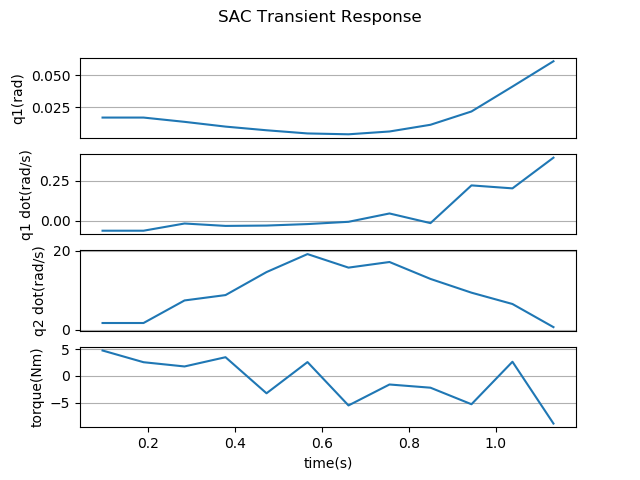 SAC Transient Response
q1(rad)
0.050
0.025
q1 dot(rad/s)
0.25
0.00
q2 dot(rad/s)
20
0
torque(Nm)
5
0
−5
0.2 0.4 0.6 0.8 1.0
time(s)